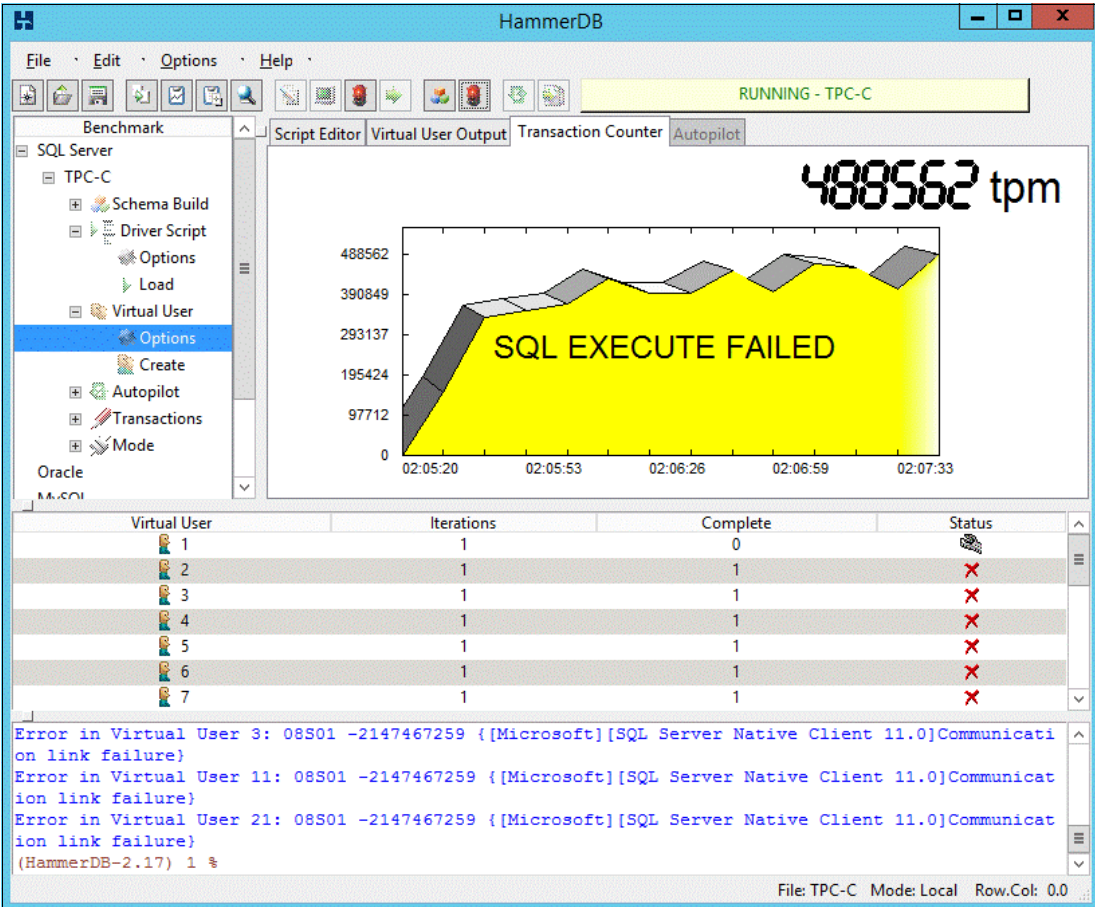 HammerDB
File Edit Options Help
RUNNING - TPC-C
Benchmark
SQL Server
TPC-C
Schema Build
Driver Script
Options
Load
Virtual User
Options
Create
Autopilot
Transactions
Mode
Oracle
MySQL
Script Editor Virtual User Output Transaction Counter Autopilot
488562 tpm
488562
390849
293137
195424
97712
0
SQL EXECUTE FAILED
02:05:20 02:05:53 02:06:26 02:06:59 02:07:33
Virtual User Iterations Complete Status
1 1 0
2 1 1
3 1 1
4 1 1
5 1 1
6 1 1
7 1 1
Error in Virtual User 3: 08S01 -2147467259 {[Microsoft][SQL Server Native Client 11.0]Communicati
on link failure}
Error in Virtual User 11: 08S01 -2147467259 {[Microsoft][SQL Server Native Client 11.0]Communicat
ion link failure}
Error in Virtual User 21: 08S01 -2147467259 {[Microsoft][SQL Server Native Client 11.0]Communicat
ion link failure}
(HammerDB-2.17) 1 %
File: TPC-C Mode: Local Row.Col: 0.0